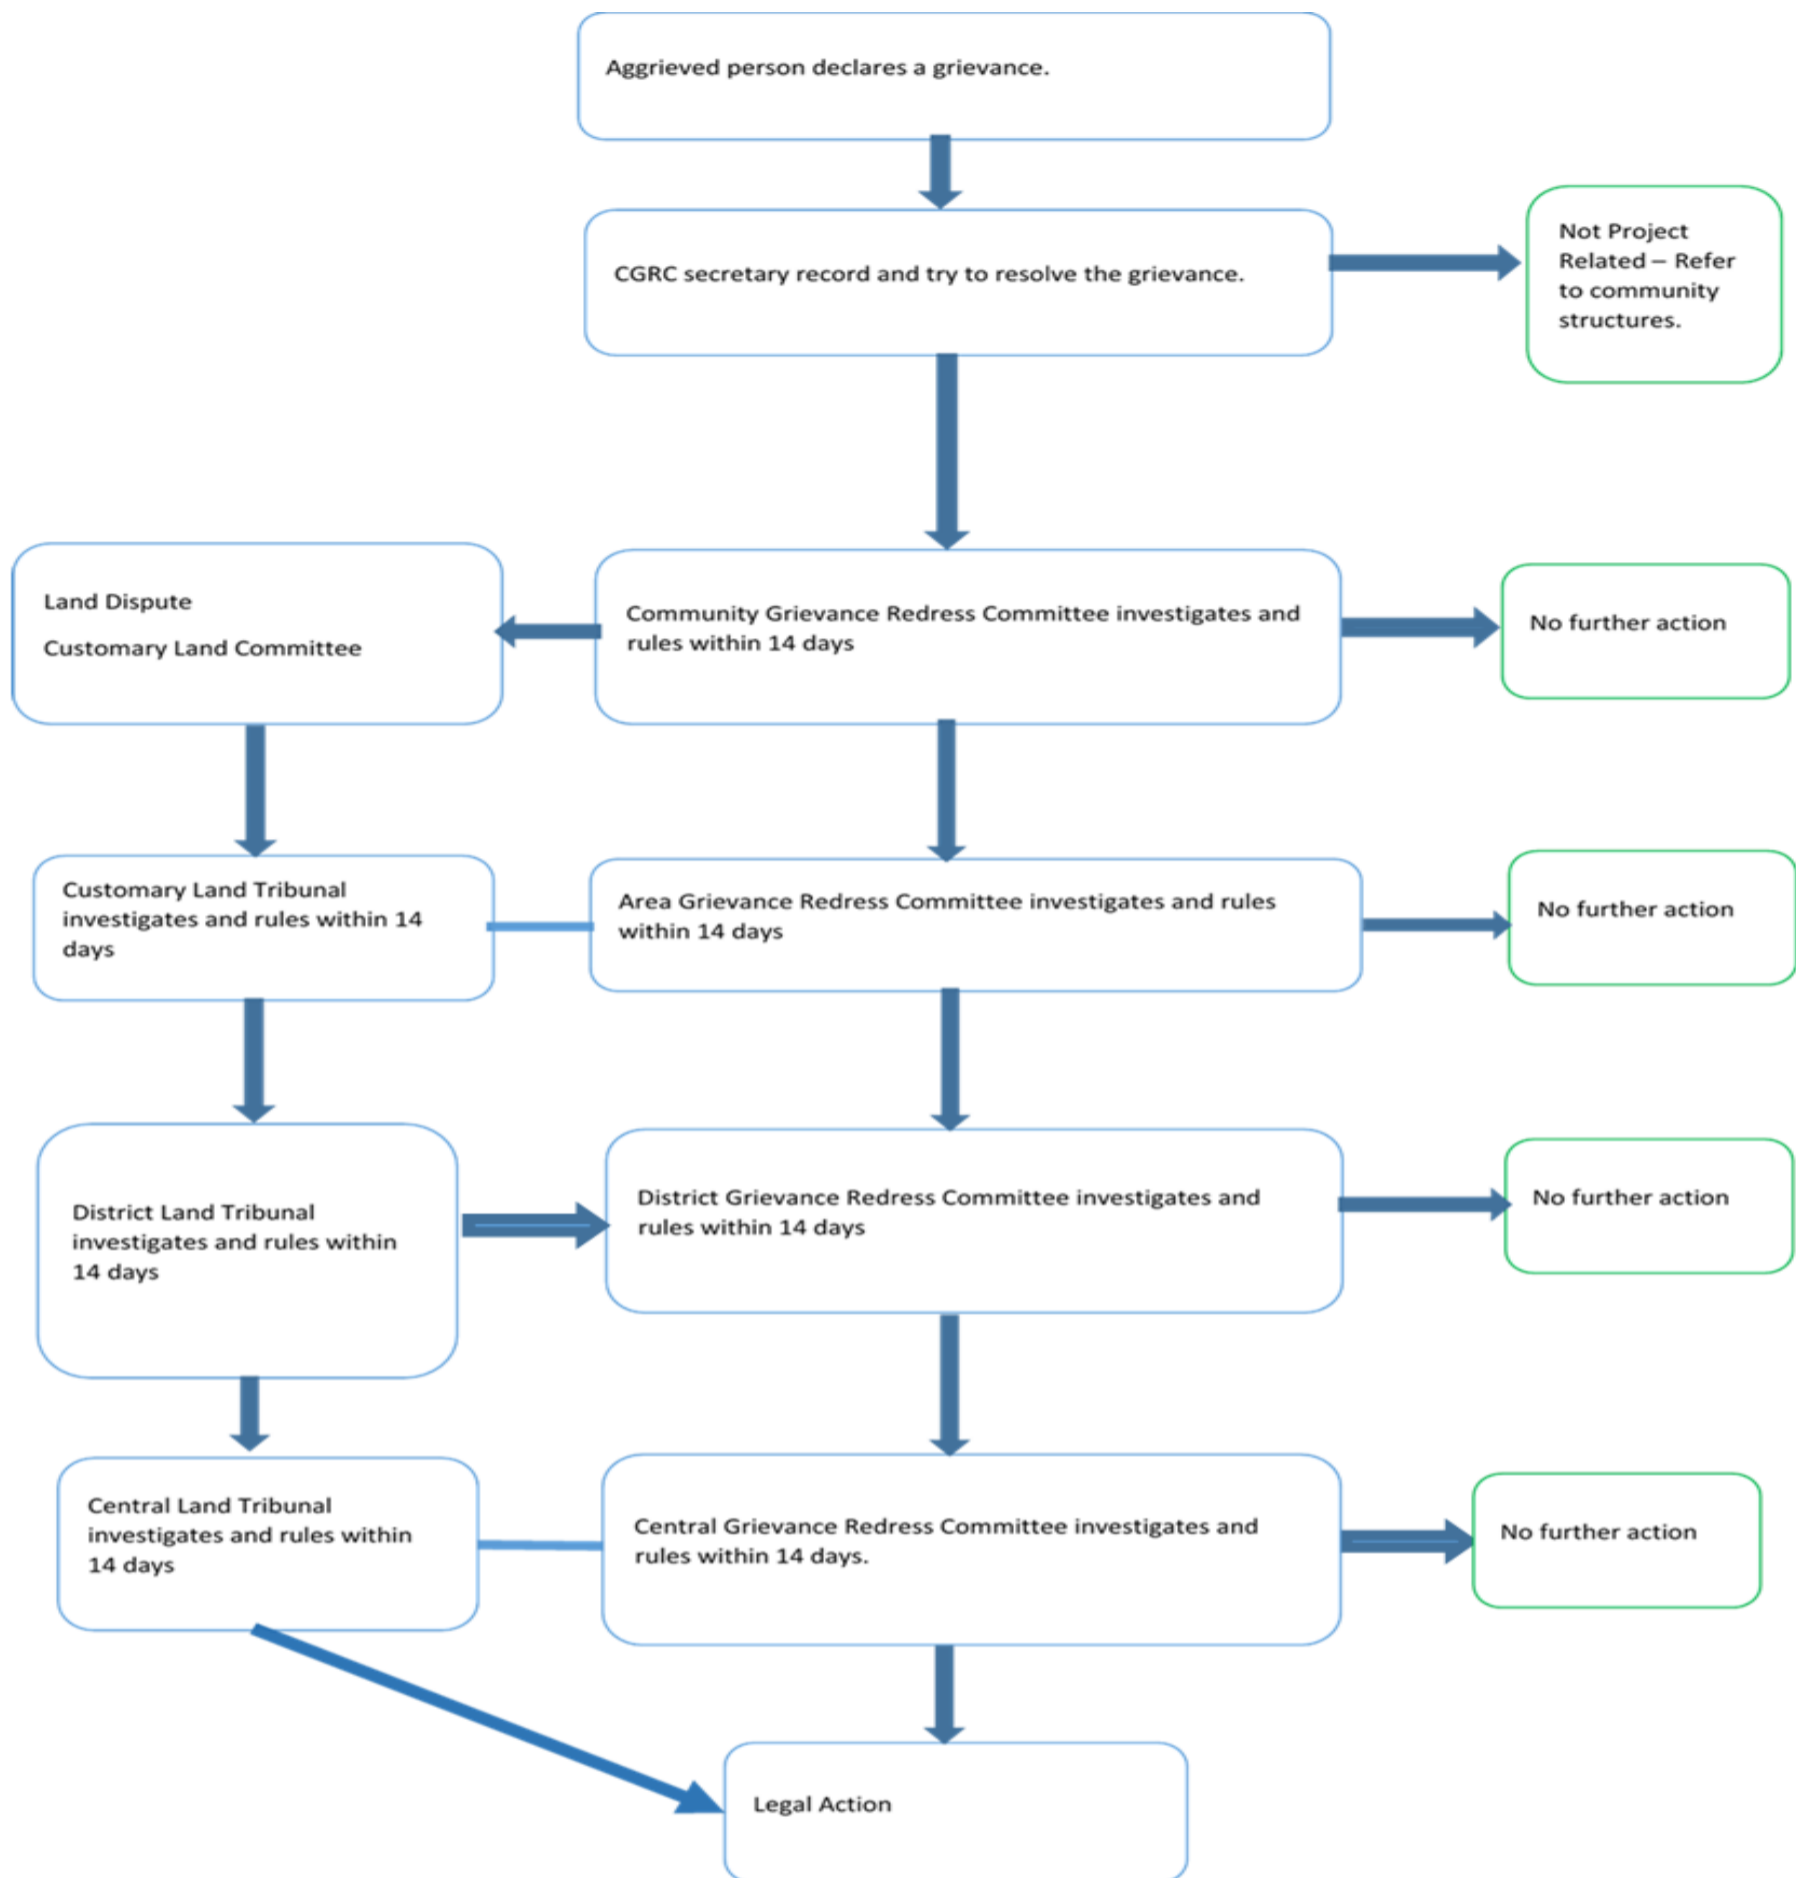 Aggrieved person declares a grievance.
CGRC secretary record and try to resolve the grievance.
Not Project
Related – Refer
to community
structures.
Land Dispute
Customary Land Committee
Community Grievance Redress Committee investigates and
rules within 14 days
No further action
Customary Land Tribunal
investigates and rules within 14
days
Area Grievance Redress Committee investigates and rules
within 14 days
No further action
District Land Tribunal
investigates and rules within
14 days
District Grievance Redress Committee investigates and
rules within 14 days
No further action
Central Land Tribunal
investigates and rules within
14 days
Central Grievance Redress Committee investigates and
rules within 14 days.
No further action
Legal Action